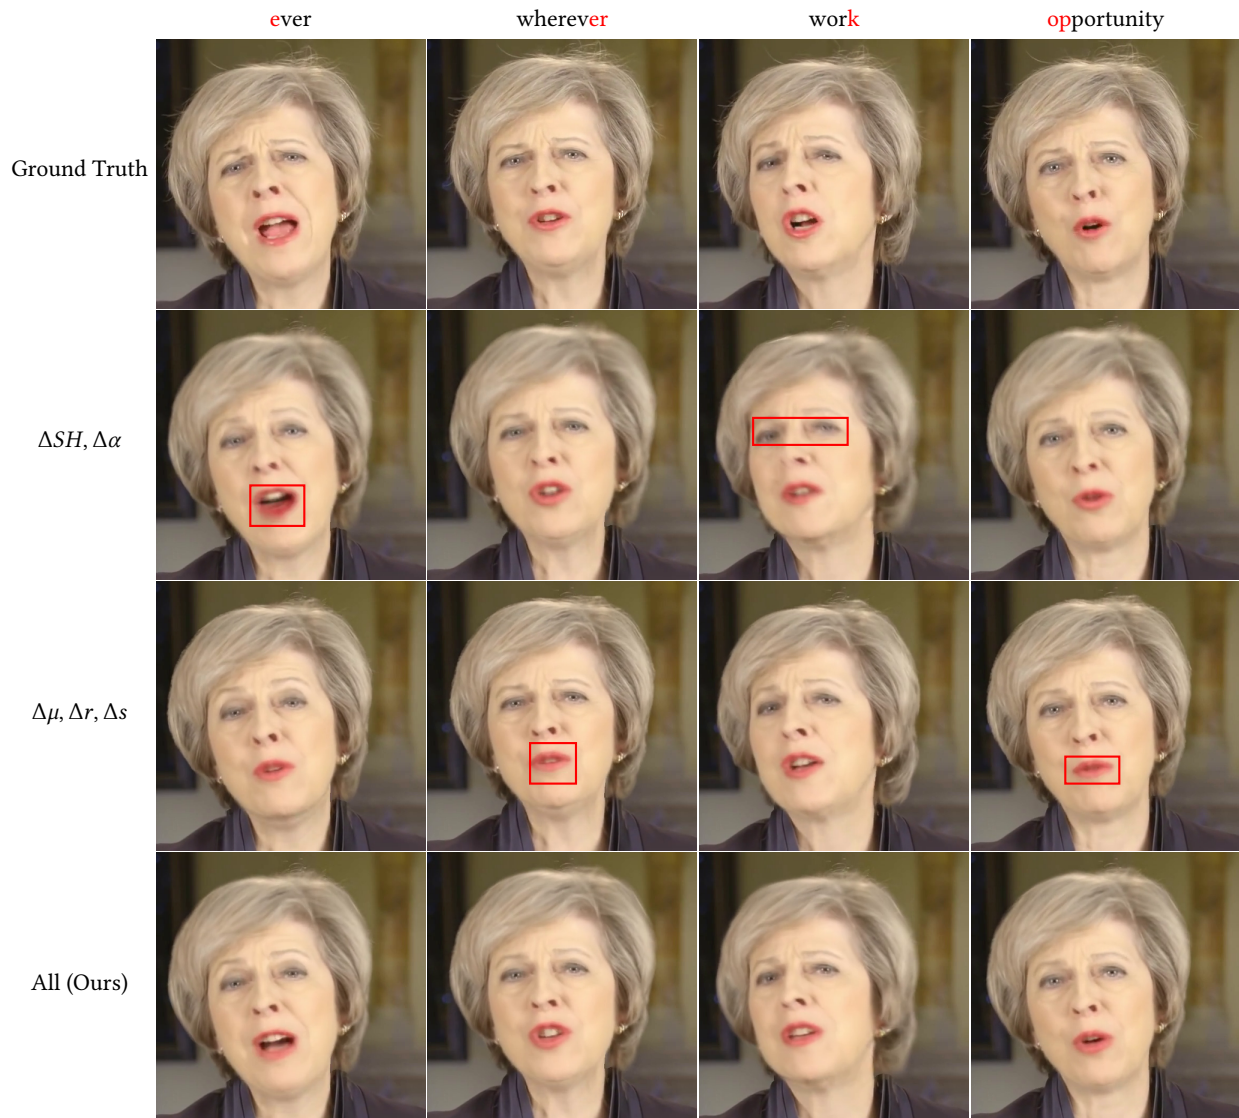 ever wherever work opportunity
Ground Truth
ΔSH, Δα
Δμ, Δr, Δs
All (Ours)